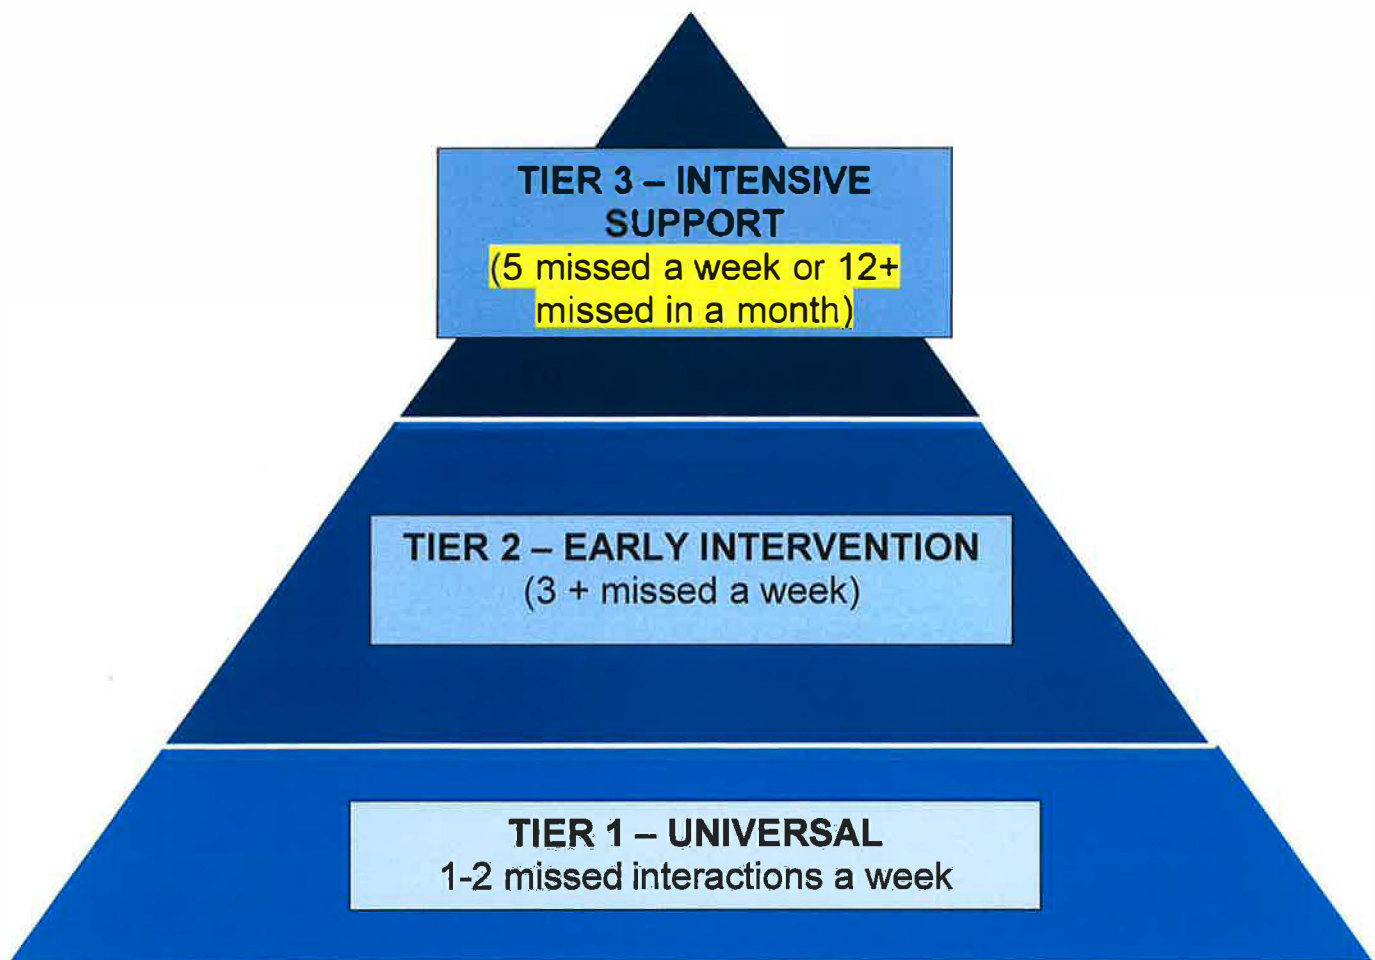 TIER 3 – INTENSIVE
SUPPORT
(5 missed a week or 12+
missed in a month)
TIER 2 – EARLY INTERVENTION
(3 + missed a week)
TIER 1 – UNIVERSAL
1-2 missed interactions a week